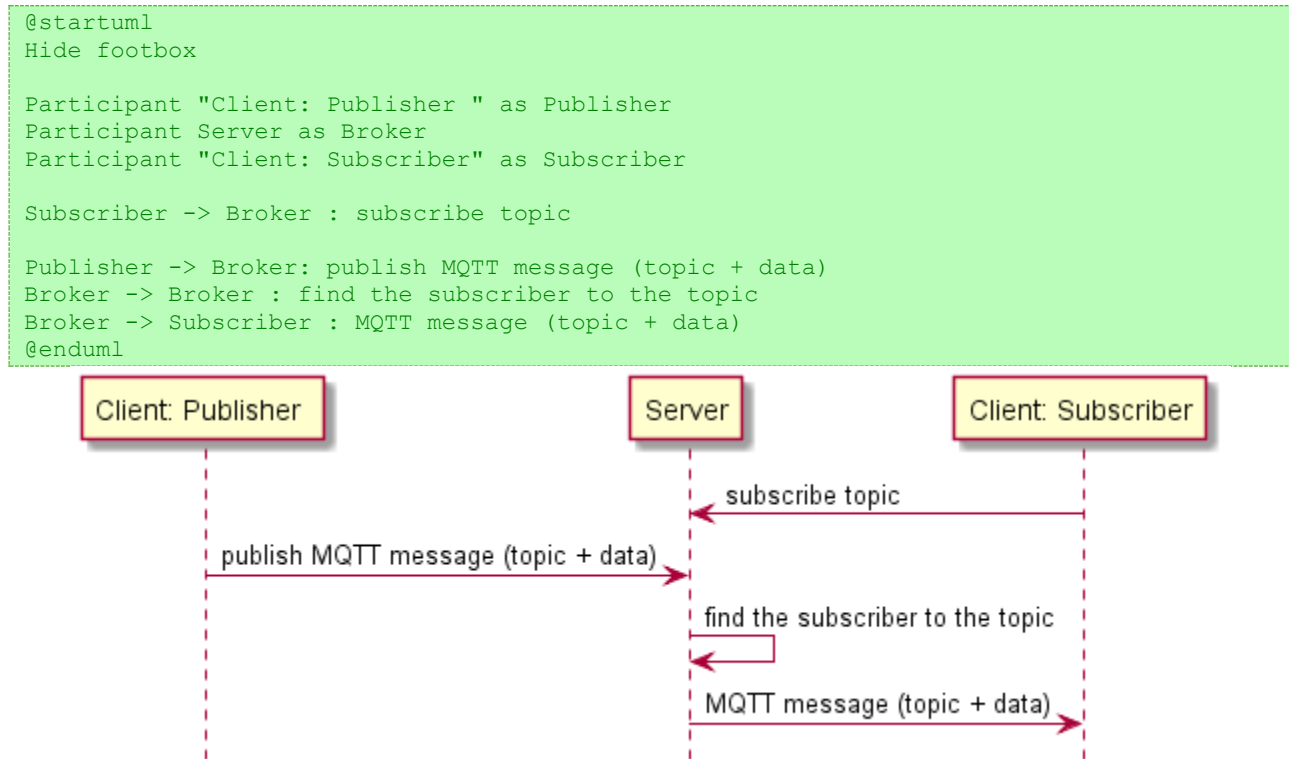 @startuml
Hide footbox
Participant "Client: Publisher " as Publisher
Participant Server as Broker
Participant "Client: Subscriber" as Subscriber
Subscriber -> Broker : subscribe topic
Publisher -> Broker: publish MQTT message (topic + data)
Broker -> Broker : find the subscriber to the topic
Broker -> Subscriber : MQTT message (topic + data)
@enduml
Client: Publisher
Server
Client: Subscriber
subscribe topic
publish MQTT message (topic + data)
find the subscriber to the topic
MQTT message (topic + data)